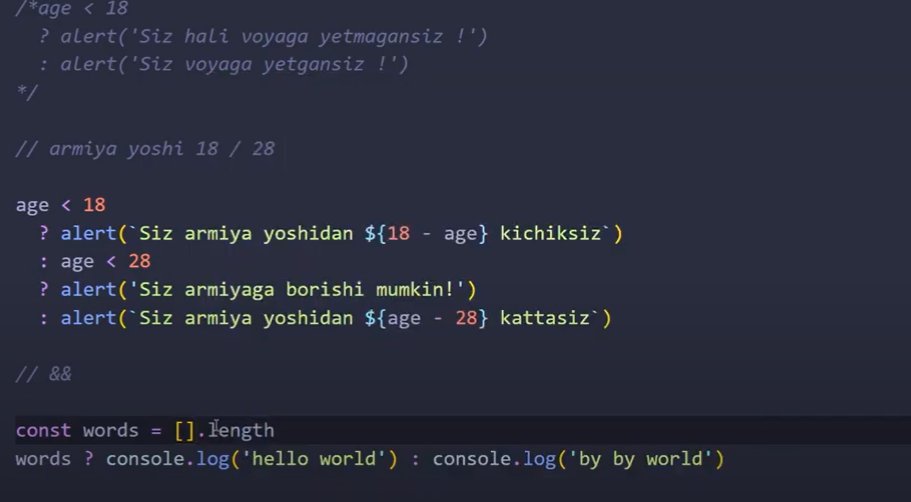 /*age < 18
? alert('Siz hali voyaga yetmagansiz !')
: alert('Siz voyaga yetgansiz !')
*/
// armiya yoshi 18 / 28
age < 18
? alert(`Siz armiya yoshidan ${18 - age} kichiksiz`)
: age < 28
? alert('Siz armiyaga borishi mumkin!')
: alert(`Siz armiya yoshidan ${age - 28} kattasiz`)
// &&
const words = [].length
words ? console.log('hello world') : console.log('by by world')